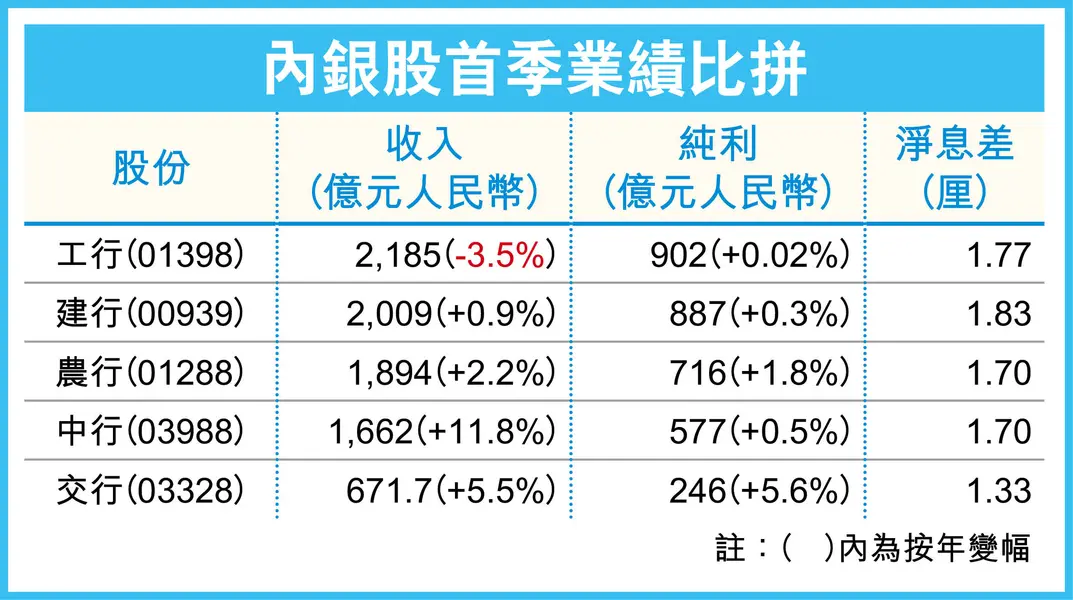 內銀股首季業績比拼
股份 收入 (億元人民幣) 純利 (億元人民幣) 淨息差 (厘)
工行(01398) 2,185(-3.5%) 902(+0.02%) 1.77
建行(00939) 2,009(+0.9%) 887(+0.3%) 1.83
農行(01288) 1,894(+2.2%) 716(+1.8%) 1.70
中行(03988) 1,662(+11.8%) 577(+0.5%) 1.70
交行(03328) 671.7(+5.5%) 246(+5.6%) 1.33
註：( )內為按年變幅